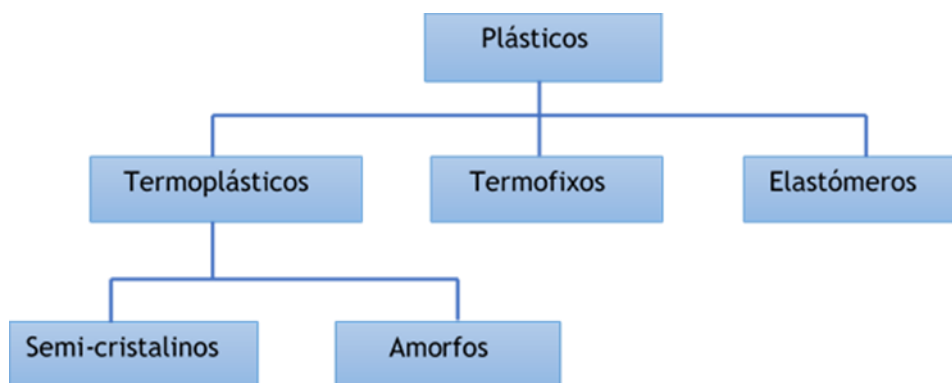 Plásticos
Termoplásticos
Termofixos
Elastómeros
Semi-cristalinos
Amorfos